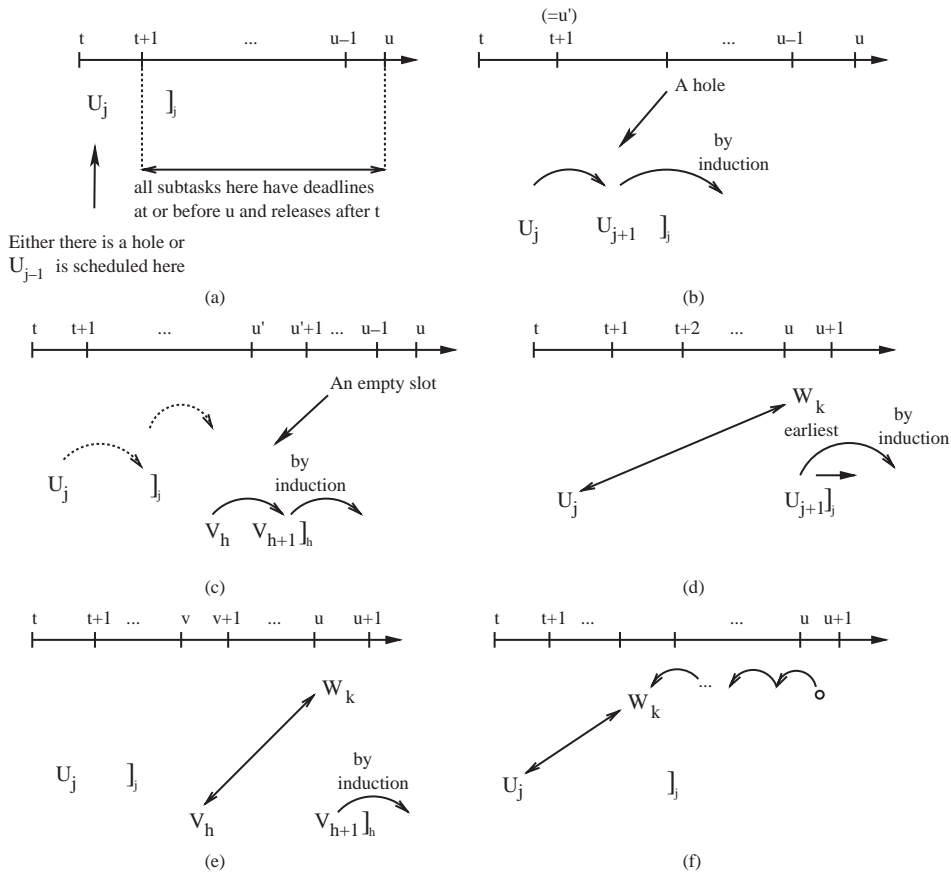 t t+1 ... u–1 u
U_j ]_j
all subtasks here have deadlines
at or before u and releases after t
Either there is a hole or
U_{j–1} is scheduled here
(a)
(=u')
t t+1 ... u–1 u
A hole
by
induction
U_j U_{j+1} ]_j
(b)
t t+1 ... u' u'+1 ... u–1 u
An empty slot
by
induction
U_j ]_j
V_h V_{h+1} ]_h
(c)
t t+1 t+2 ... u u+1
W_k
earliest
by
induction
U_j U_{j+1} ]_j
(d)
t t+1 ... v v+1 ... u u+1
W_k
U_j ]_j
by
induction
V_h V_{h+1} ]_h
(e)
t t+1 ... ... u u+1
...
W_k
U_j ]_j
(f)